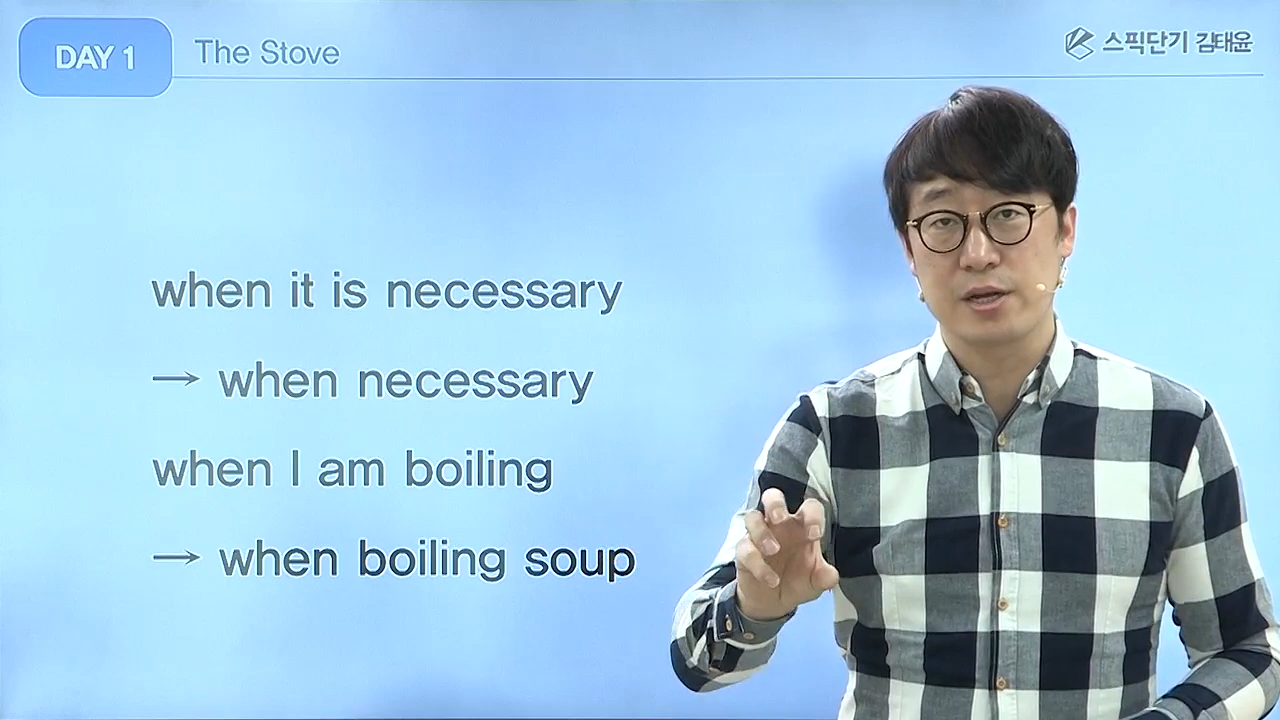 DAY 1
The Stove
스픽단기 김태윤
when it is necessary
→ when necessary
when I am boiling
→ when boiling soup